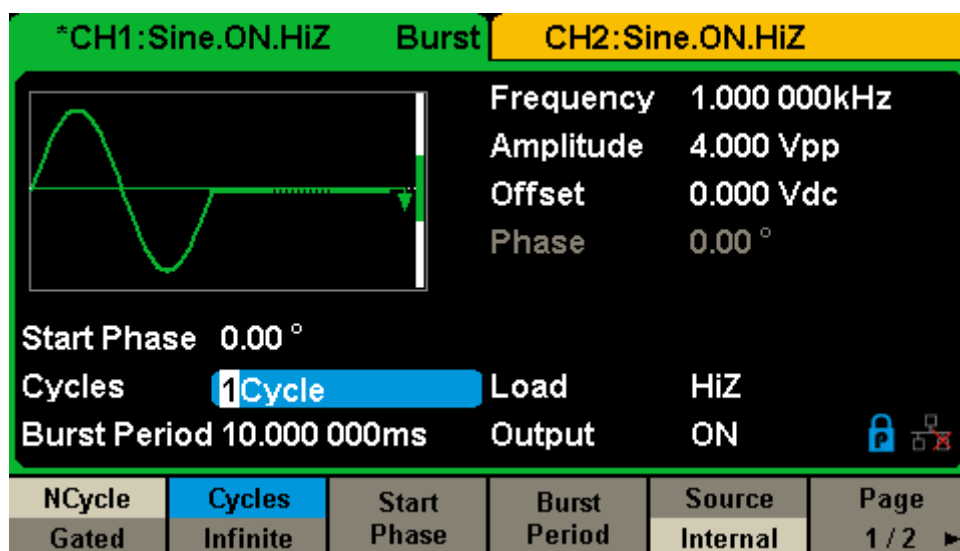 *CH1:Sine.ON.HiZ Burst CH2:Sine.ON.HiZ
Frequency 1.000 000kHz
Amplitude 4.000 Vpp
Offset 0.000 Vdc
Phase 0.00 °
Start Phase 0.00 °
Cycles 1Cycle Load HiZ
Burst Period 10.000 000ms Output ON P
NCycle Cycles Start Burst Source Page
Gated Infinite Phase Period Internal 1/2 ►